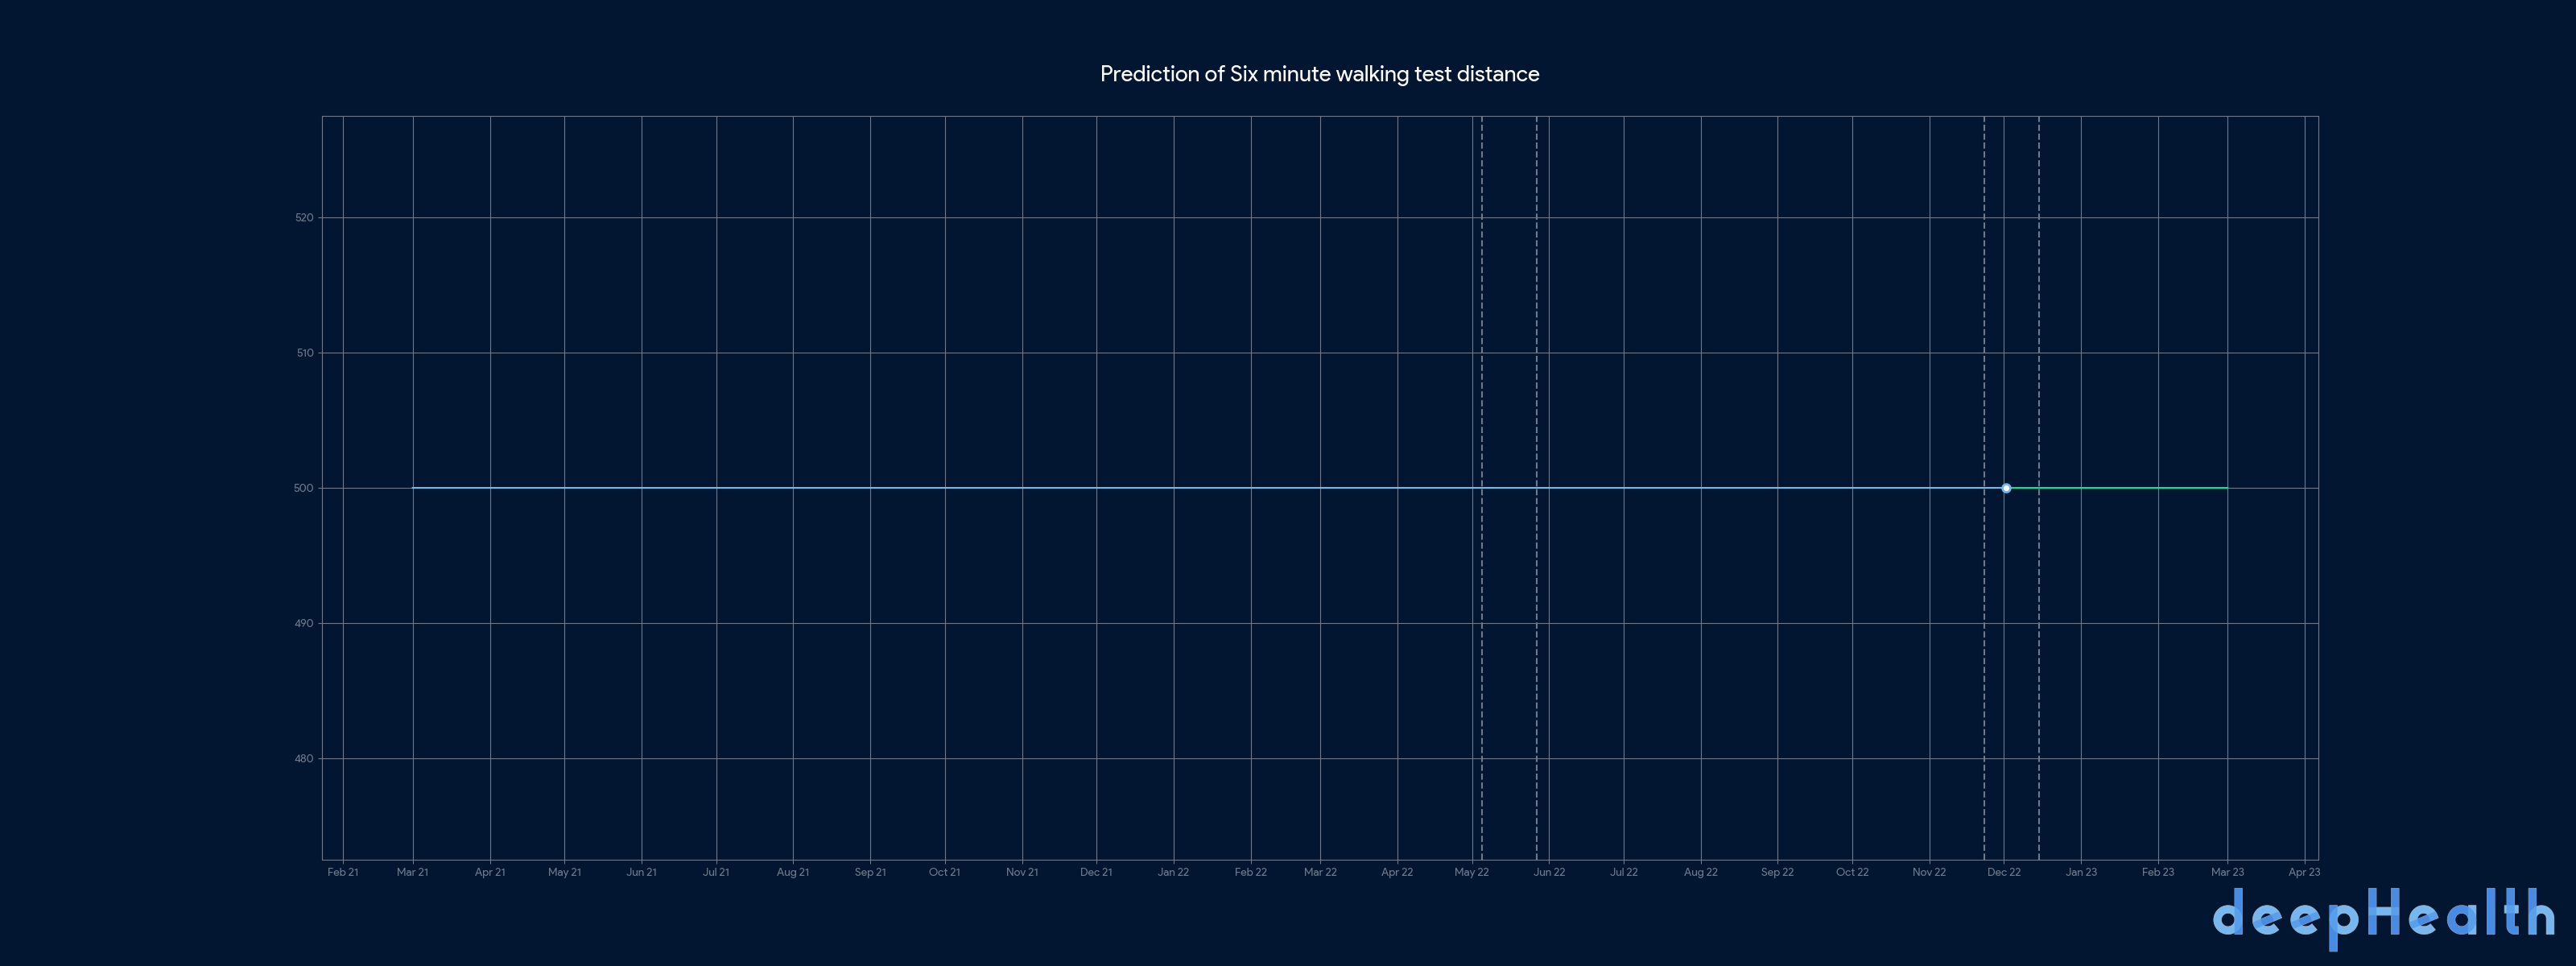 Prediction of Six minute walking test distance
520
510
500
490
480
Feb 21 Mar 21 Apr 21 May 21 Jun 21 Jul 21 Aug 21 Sep 21 Oct 21 Nov 21 Dec 21 Jan 22 Feb 22 Mar 22 Apr 22 May 22 Jun 22 Jul 22 Aug 22 Sep 22 Oct 22 Nov 22 Dec 22 Jan 23 Feb 23 Mar 23 Apr 23
deepHealth